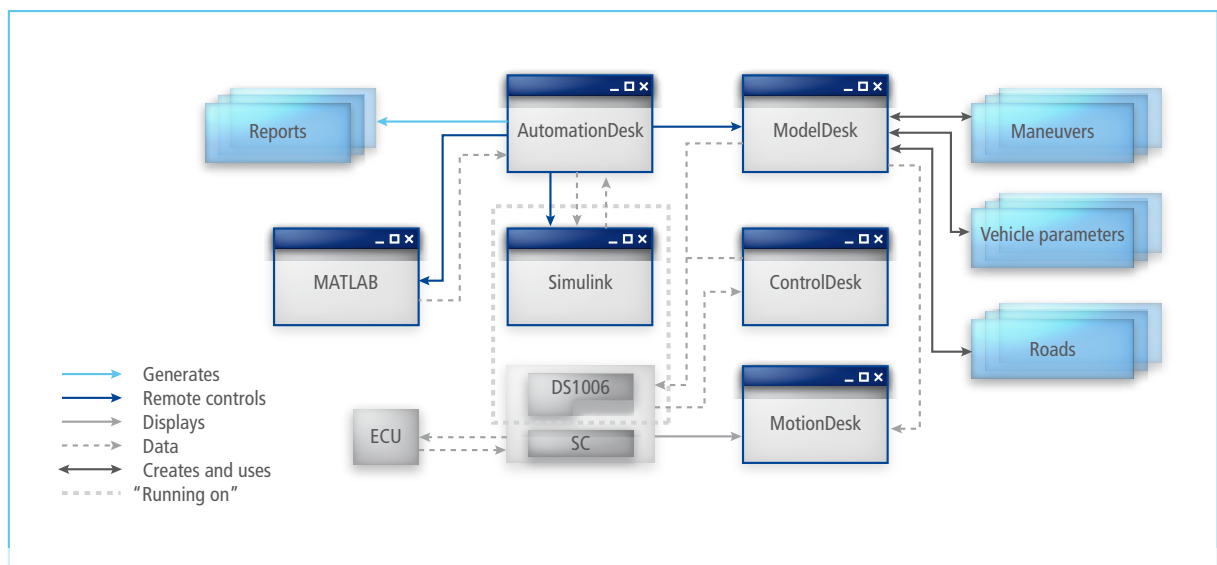 Reports
AutomationDesk
ModelDesk
Maneuvers
MATLAB
Simulink
ControlDesk
Vehicle parameters
Roads
DS1006
SC
ECU
MotionDesk
Generates
Remote controls
Displays
Data
Creates and uses
“Running on”